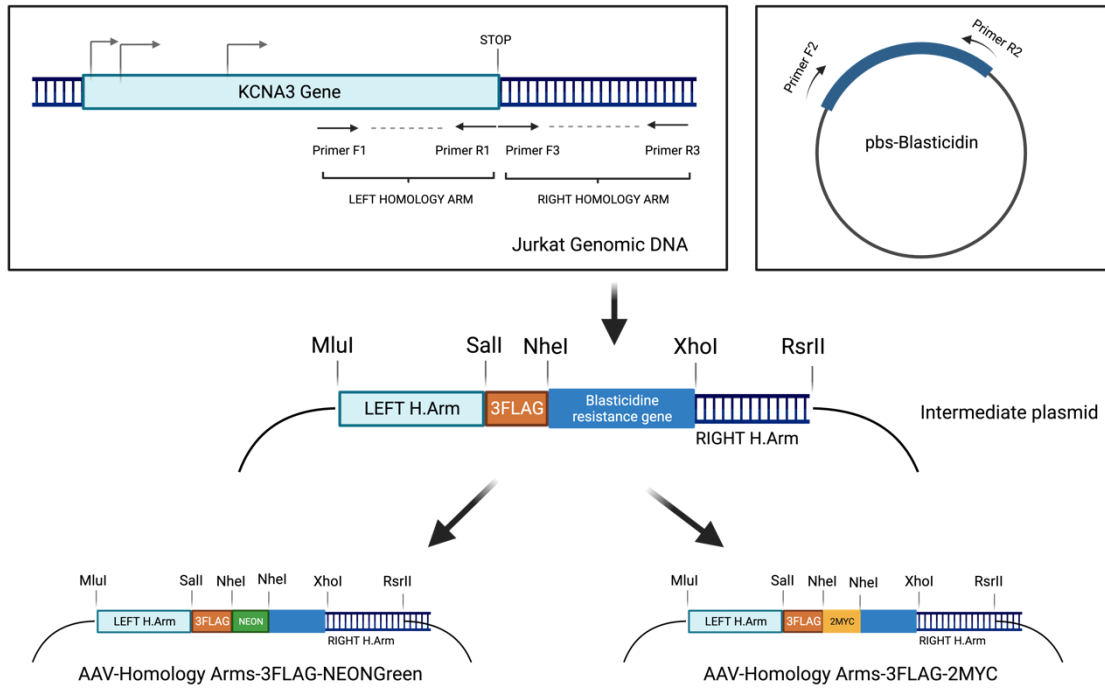 STOP
KCNA3 Gene
Primer F1 Primer R1 Primer F3 Primer R3
LEFT HOMOLOGY ARM RIGHT HOMOLOGY ARM
Jurkat Genomic DNA
Primer F2
Primer R2
pbs-Blasticidin
MluI SalI NheI XhoI RsrII
LEFT H.Arm 3FLAG Blasticidine
resistance gene
RIGHT H.Arm
Intermediate plasmid
MluI SalI NheI NheI XhoI RsrII
LEFT H.Arm 3FLAG NEON
RIGHT H.Arm
AAV-Homology Arms-3FLAG-NEONGreen
MluI SalI NheI NheI XhoI RsrII
LEFT H.Arm 3FLAG 2MYC
RIGHT H.Arm
AAV-Homology Arms-3FLAG-2MYC